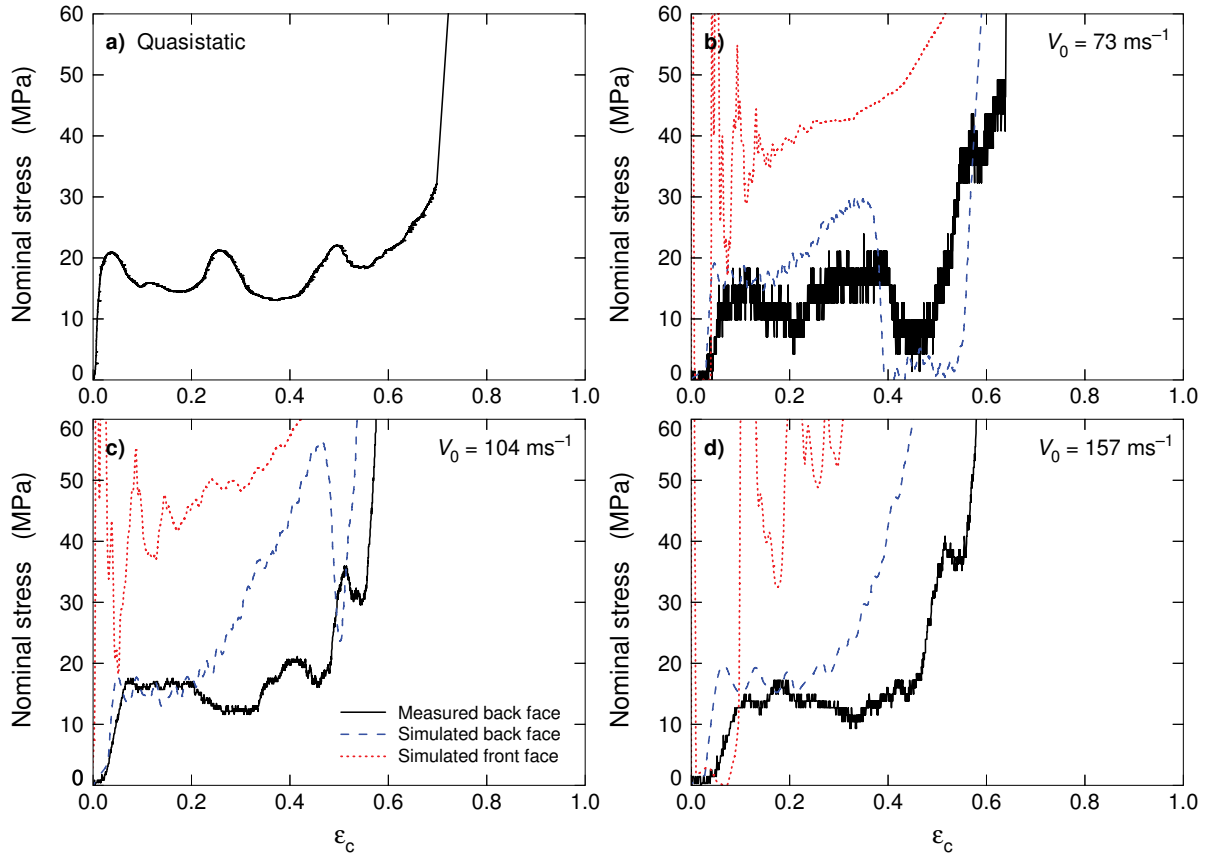 a) Quasistatic
Nominal stress (MPa)
60
50
40
30
20
10
0
0.0 0.2 0.4 0.6 0.8 1.0
b) V0 = 73 ms−1
Nominal stress (MPa)
60
50
40
30
20
10
0
0.0 0.2 0.4 0.6 0.8 1.0
c) V0 = 104 ms−1
Nominal stress (MPa)
60
50
40
30
20
10
0
Measured back face
Simulated back face
Simulated front face
0.0 0.2 0.4 0.6 0.8 1.0
εc
d) V0 = 157 ms−1
Nominal stress (MPa)
60
50
40
30
20
10
0
0.0 0.2 0.4 0.6 0.8 1.0
εc